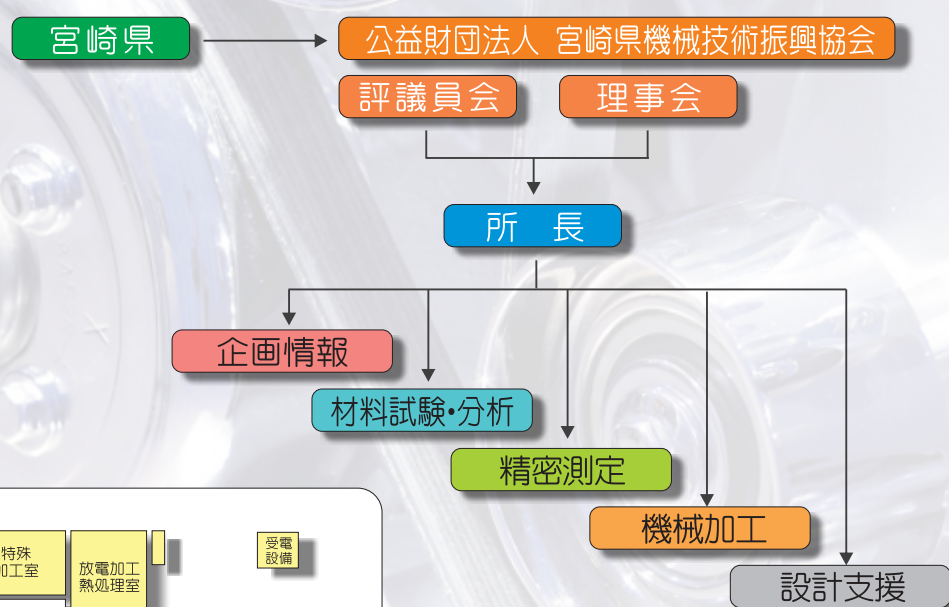 宮崎県
公益財団法人 宮崎県機械技術振興協会
評議員会
理事会
所 長
企画情報
材料試験・分析
精密測定
機械加工
設計支援
特殊
加工室
放電加工
熱処理室
受電
設備